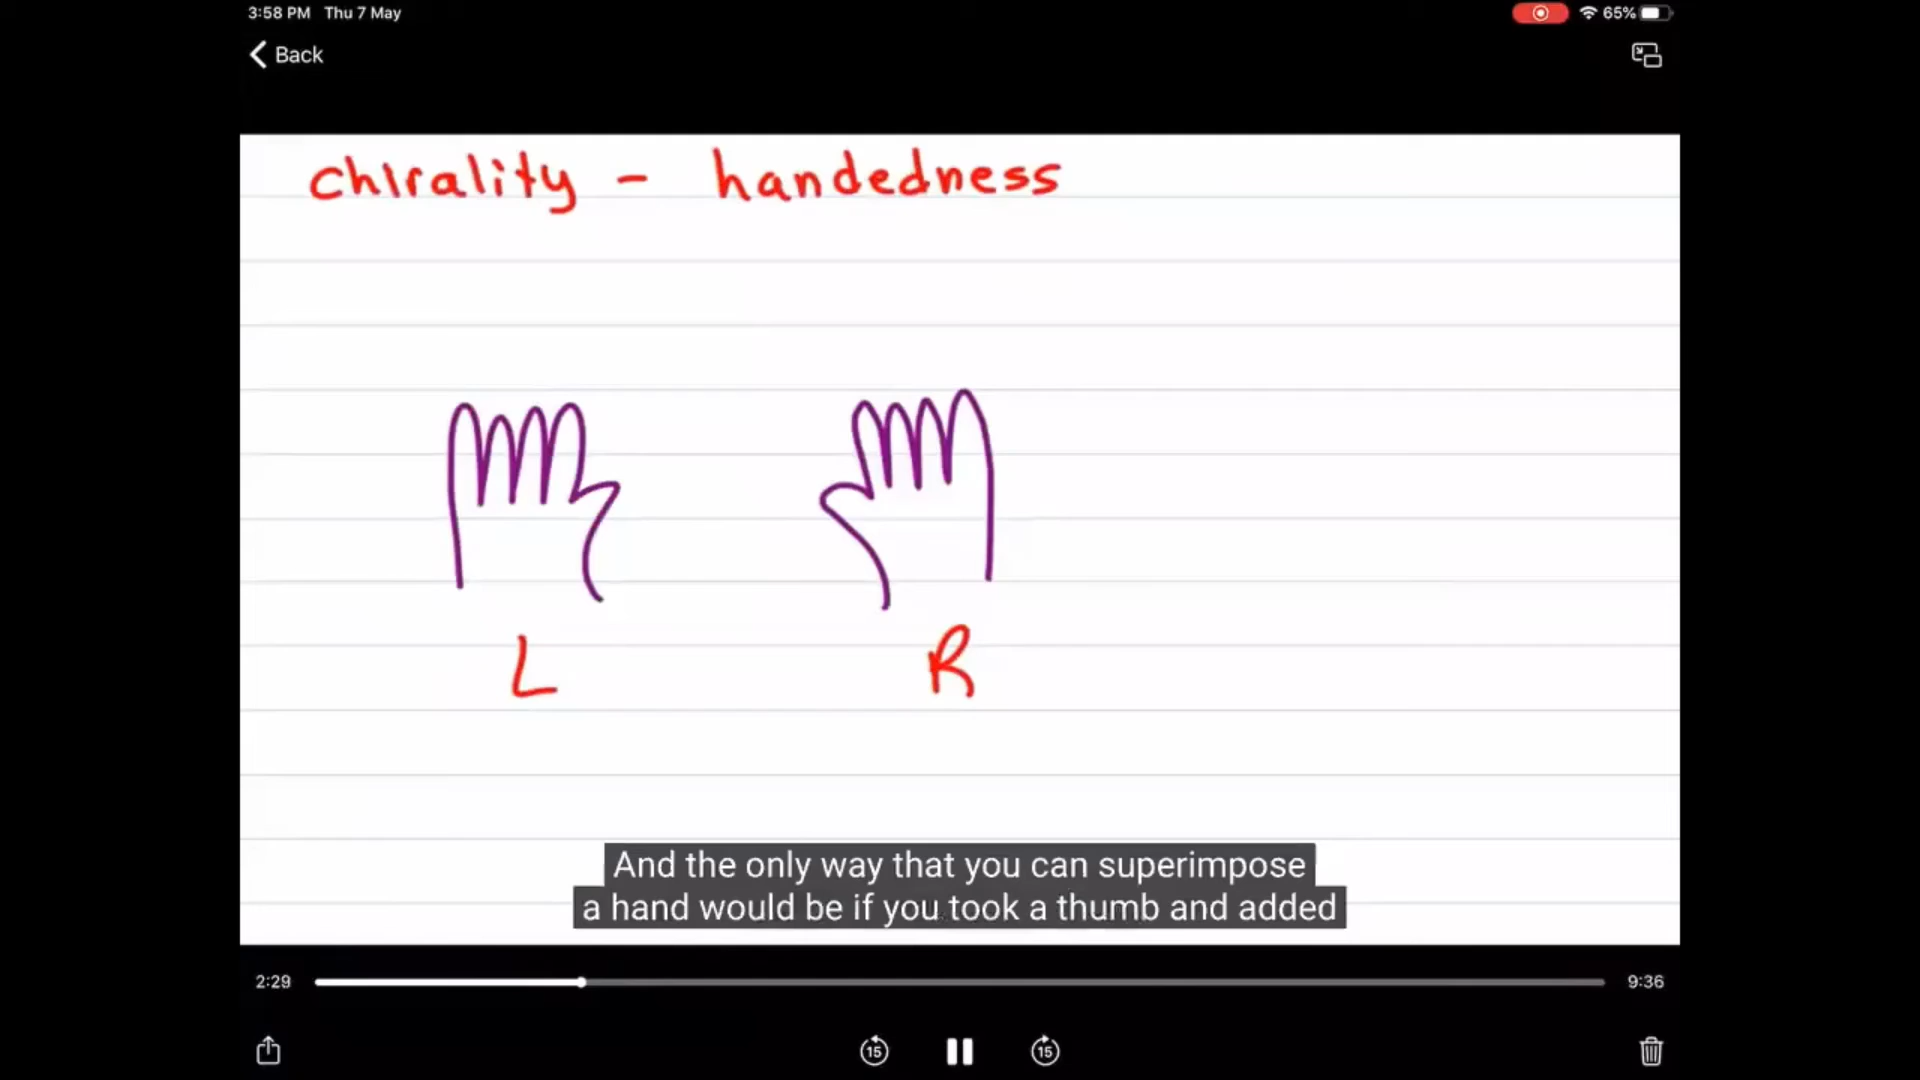 3:58 PM Thu 7 May
65%
Back
chirality - handedness
L
R
And the only way that you can superimpose
a hand would be if you took a thumb and added
2:29
9:36
15
15